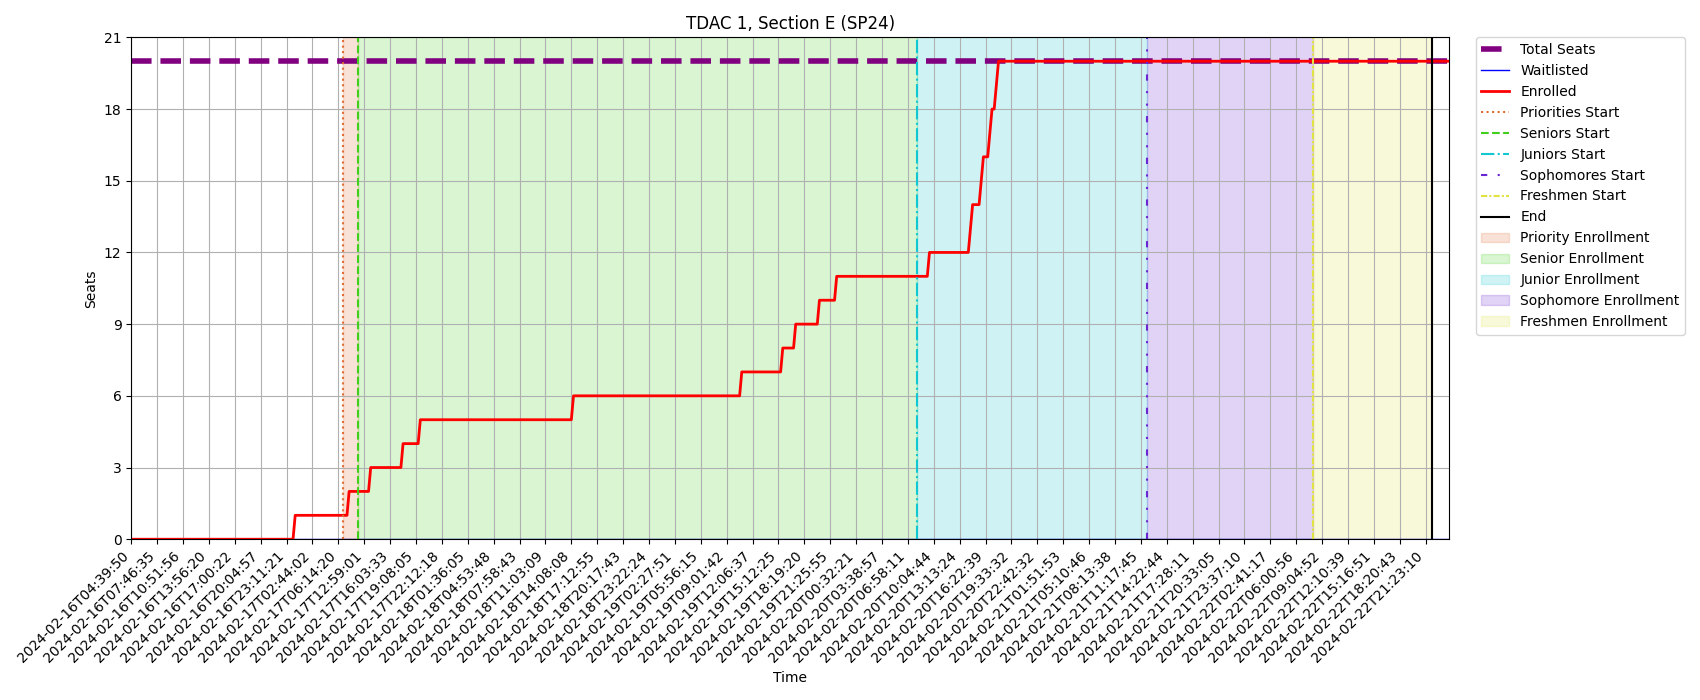 TDAC 1, Section E (SP24)
21
18
15
12
9
6
3
0
Seats
2024-02-16T04:39:50
2024-02-16T07:46:35
2024-02-16T10:51:56
2024-02-16T13:56:20
2024-02-16T17:00:22
2024-02-16T20:04:57
2024-02-16T23:11:21
2024-02-17T02:44:02
2024-02-17T06:14:20
2024-02-17T12:59:01
2024-02-17T16:03:33
2024-02-17T19:08:05
2024-02-17T22:12:18
2024-02-18T01:36:05
2024-02-18T04:53:48
2024-02-18T07:58:43
2024-02-18T11:03:09
2024-02-18T14:08:08
2024-02-18T17:12:55
2024-02-18T20:17:43
2024-02-18T23:22:24
2024-02-19T02:27:51
2024-02-19T05:56:15
2024-02-19T09:01:42
2024-02-19T12:06:37
2024-02-19T15:12:25
2024-02-19T18:19:20
2024-02-19T21:25:55
2024-02-20T00:32:21
2024-02-20T03:38:57
2024-02-20T06:58:11
2024-02-20T10:04:44
2024-02-20T13:13:24
2024-02-20T16:22:39
2024-02-20T19:33:32
2024-02-20T22:42:32
2024-02-21T01:51:53
2024-02-21T05:10:46
2024-02-21T08:13:38
2024-02-21T11:17:45
2024-02-21T14:22:44
2024-02-21T17:28:11
2024-02-21T20:33:05
2024-02-21T23:37:10
2024-02-22T02:41:17
2024-02-22T06:00:56
2024-02-22T09:04:52
2024-02-22T12:10:39
2024-02-22T15:16:51
2024-02-22T18:20:43
2024-02-22T21:23:10
Time
Total Seats
Waitlisted
Enrolled
Priorities Start
Seniors Start
Juniors Start
Sophomores Start
Freshmen Start
End
Priority Enrollment
Senior Enrollment
Junior Enrollment
Sophomore Enrollment
Freshmen Enrollment